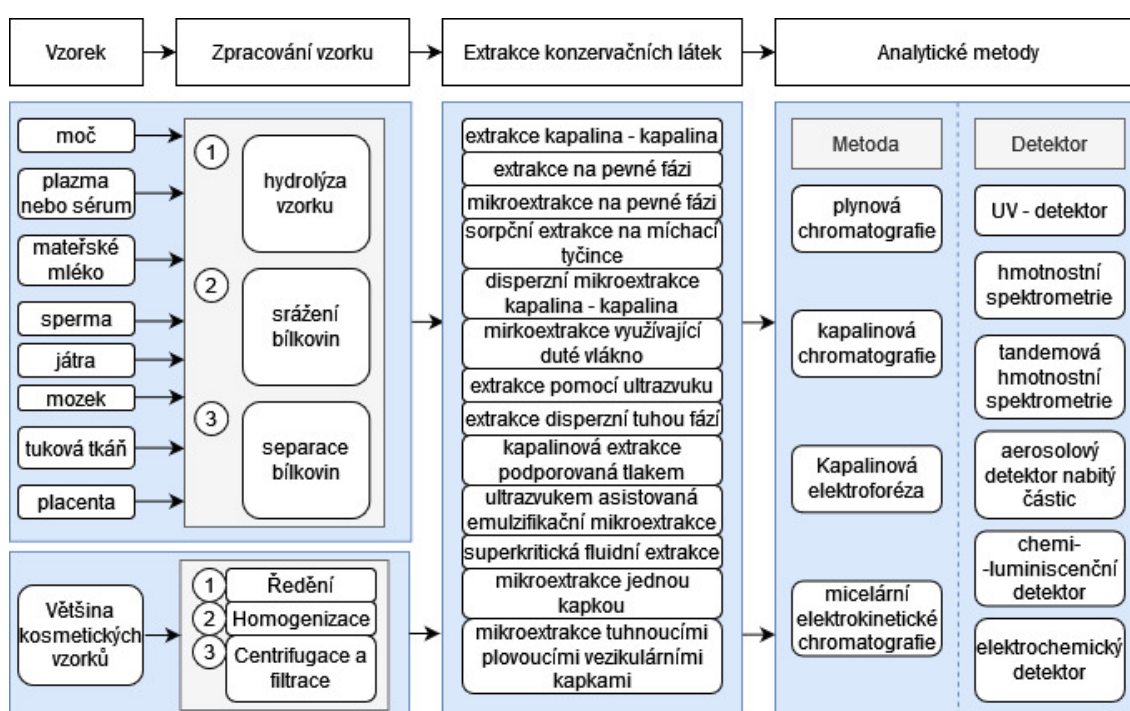 Vzorek
Zpracování vzorku
Extrakce konzervačních látek
Analytické metody
moč
plazma
nebo sérum
mateřské
mléko
sperma
játra
mozek
tuková tkáň
placenta
1
hydrolýza
vzorku
2
srážení
bílkovin
3
separace
bílkovin
Většina
kosmetických
vzorků
1
Ředění
2
Homogenizace
3
Centrifugace a
filtrace
extrakce kapalina - kapalina
extrakce na pevné fázi
mikroextrakce na pevné fázi
sorpční extrakce na míchací
tyčince
disperzní mikroextrakce
kapalina - kapalina
mirkoextrakce využívající
duté vlákno
extrakce pomocí ultrazvuku
extrakce disperzní tuhou fází
kapalinová extrakce
podporovaná tlakem
ultrazvukem asistovaná
emulzifikační mikroextrakce
superkritická fluidní extrakce
mikroextrakce jednou
kapkou
mikroextrakce tuhnoucími
plovoucími vezikulárními
kapkami
Metoda
plynová
chromatografie
kapalinová
chromatografie
Kapalinová
elektroforéza
micelární
elektrokinetické
chromatografie
Detektor
UV - detektor
hmotnostní
spektrometrie
tandemová
hmotnostní
spektrometrie
aerosolový
detektor nabitý
částic
chemi-
-luminiscenční
detektor
elektrochemický
detektor